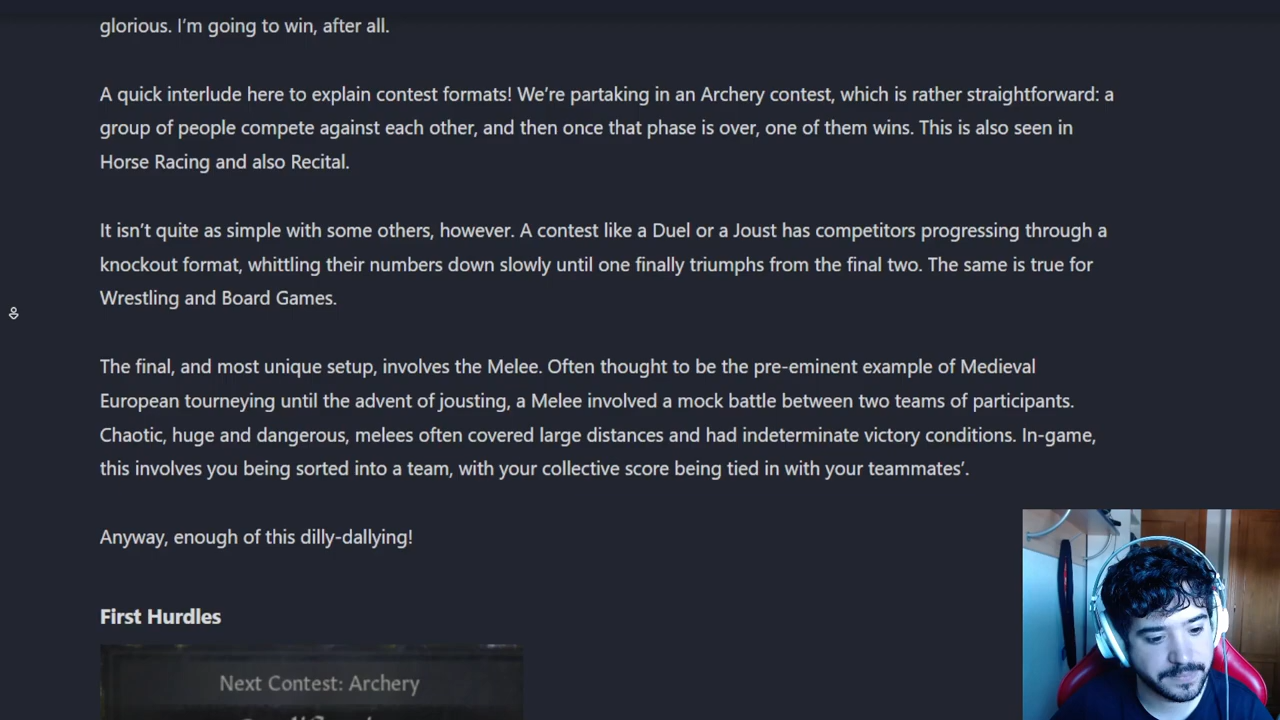 glorious. I’m going to win, after all.
A quick interlude here to explain contest formats! We’re partaking in an Archery contest, which is rather straightforward: a
group of people compete against each other, and then once that phase is over, one of them wins. This is also seen in
Horse Racing and also Recital.
It isn’t quite as simple with some others, however. A contest like a Duel or a Joust has competitors progressing through a
knockout format, whittling their numbers down slowly until one finally triumphs from the final two. The same is true for
Wrestling and Board Games.
The final, and most unique setup, involves the Melee. Often thought to be the pre-eminent example of Medieval
European tourneying until the advent of jousting, a Melee involved a mock battle between two teams of participants.
Chaotic, huge and dangerous, melees often covered large distances and had indeterminate victory conditions. In-game,
this involves you being sorted into a team, with your collective score being tied in with your teammates’.
Anyway, enough of this dilly-dallying!
First Hurdles
Next Contest: Archery